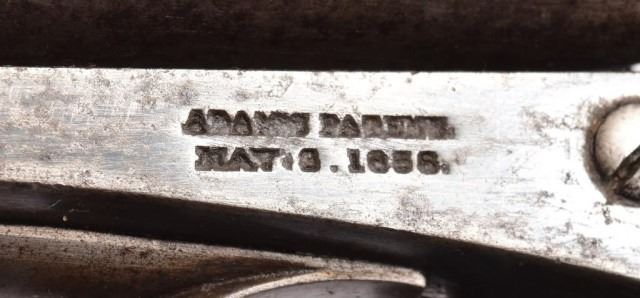 ADAMS PATENT.
MAY 3. 1858.